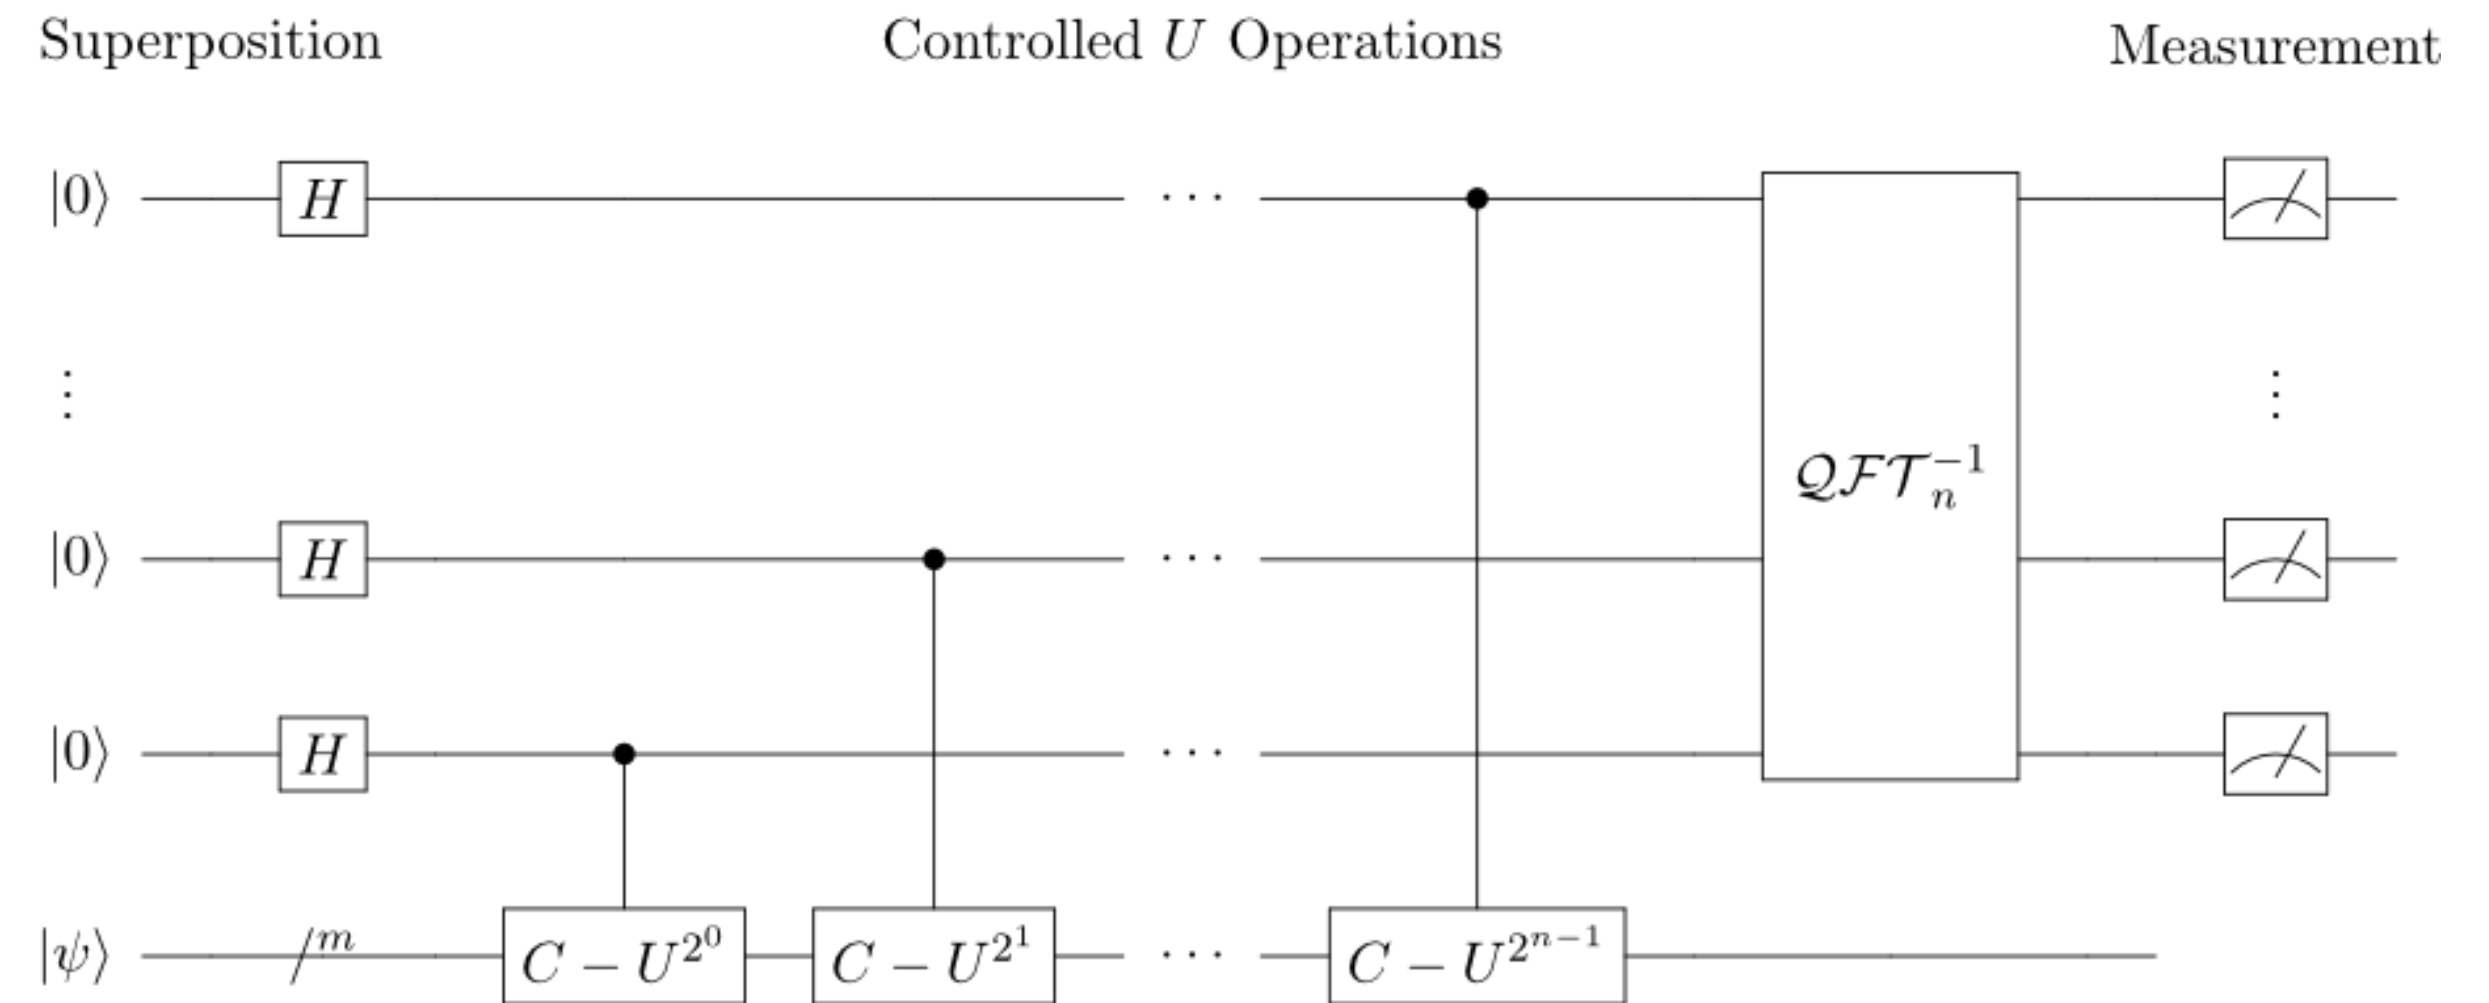 Superposition Controlled U Operations Measurement
|0⟩ H ···
⋮ ⋮
QFT_n^{-1}
|0⟩ H ···
|0⟩ H ···
|ψ⟩ /^m C − U^{2^0} C − U^{2^1} ··· C − U^{2^{n−1}}